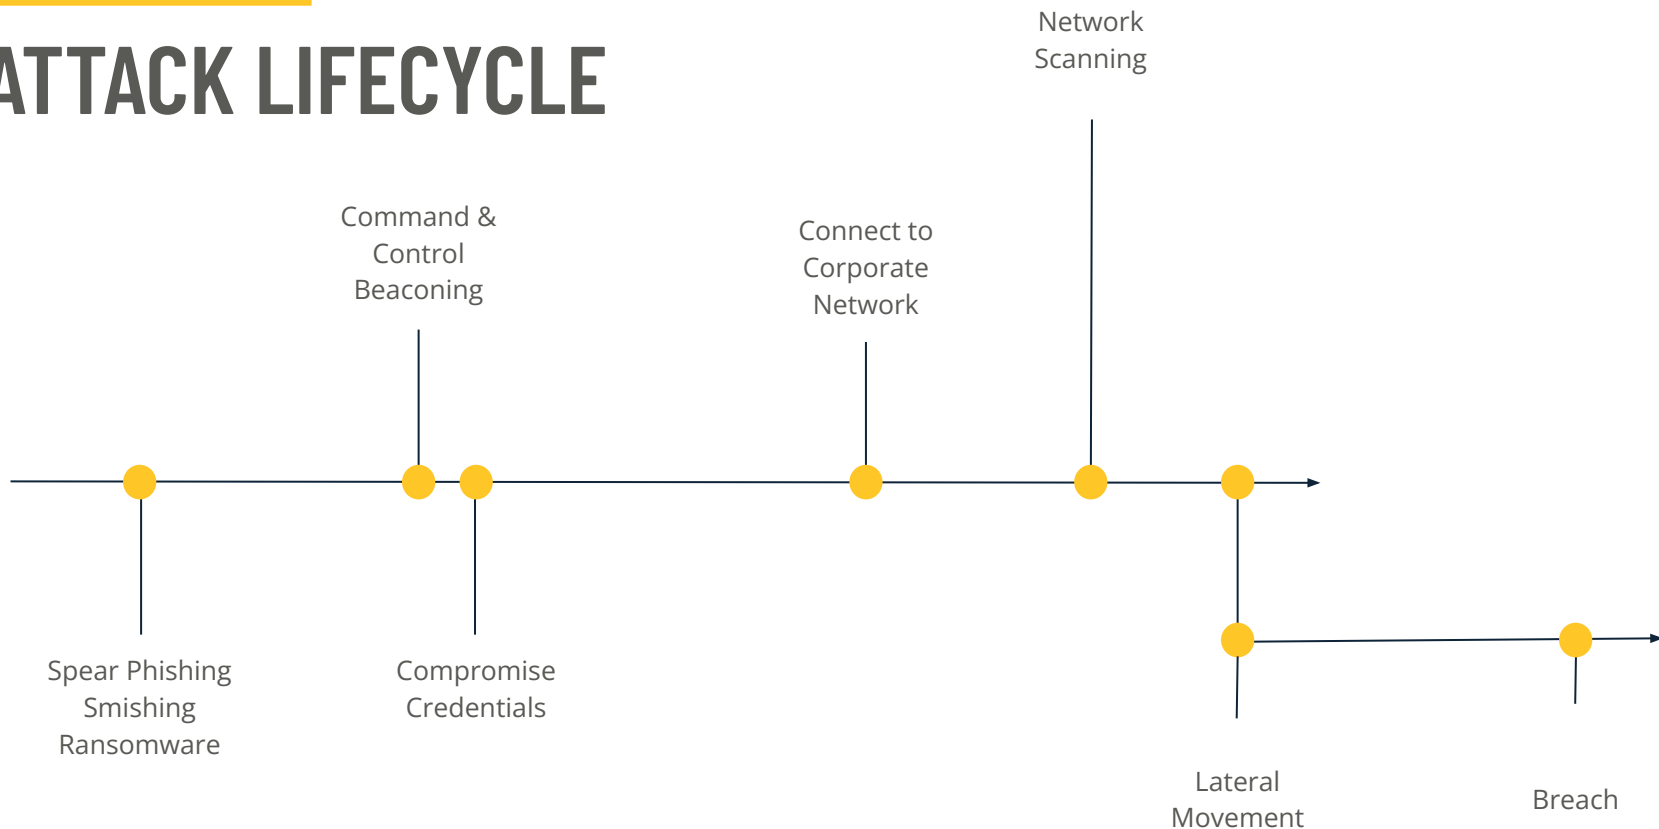 ATTACK LIFECYCLE
Network
Scanning
Command &
Control
Beaconing
Connect to
Corporate
Network
Spear Phishing
Smishing
Ransomware
Compromise
Credentials
Lateral
Movement
Breach